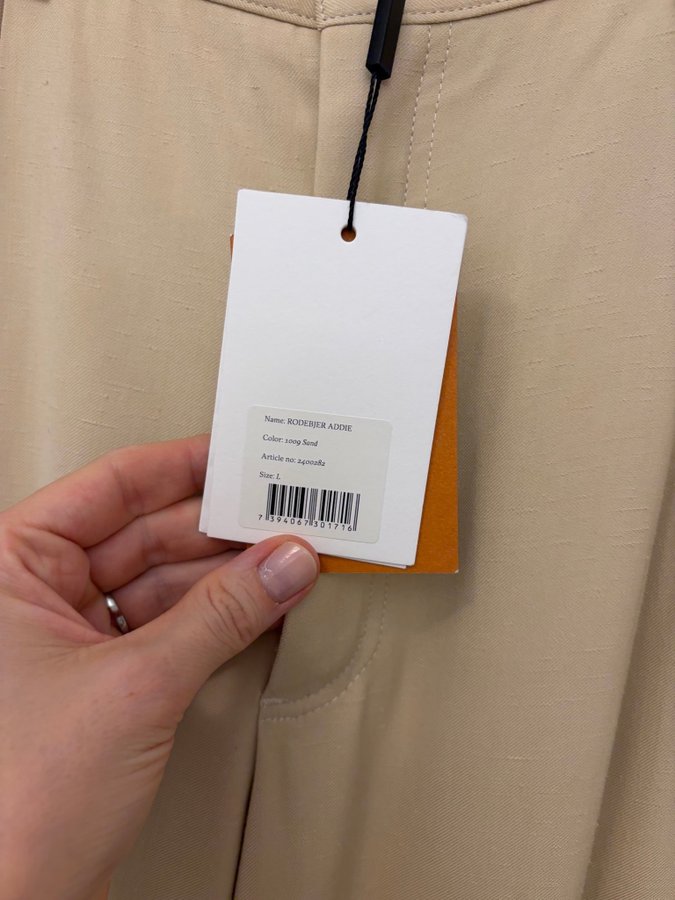 Name: RODEBJER ADDIE
Color: 1009 Sand
Article no: 2400282
Size: L
7 394067 301716